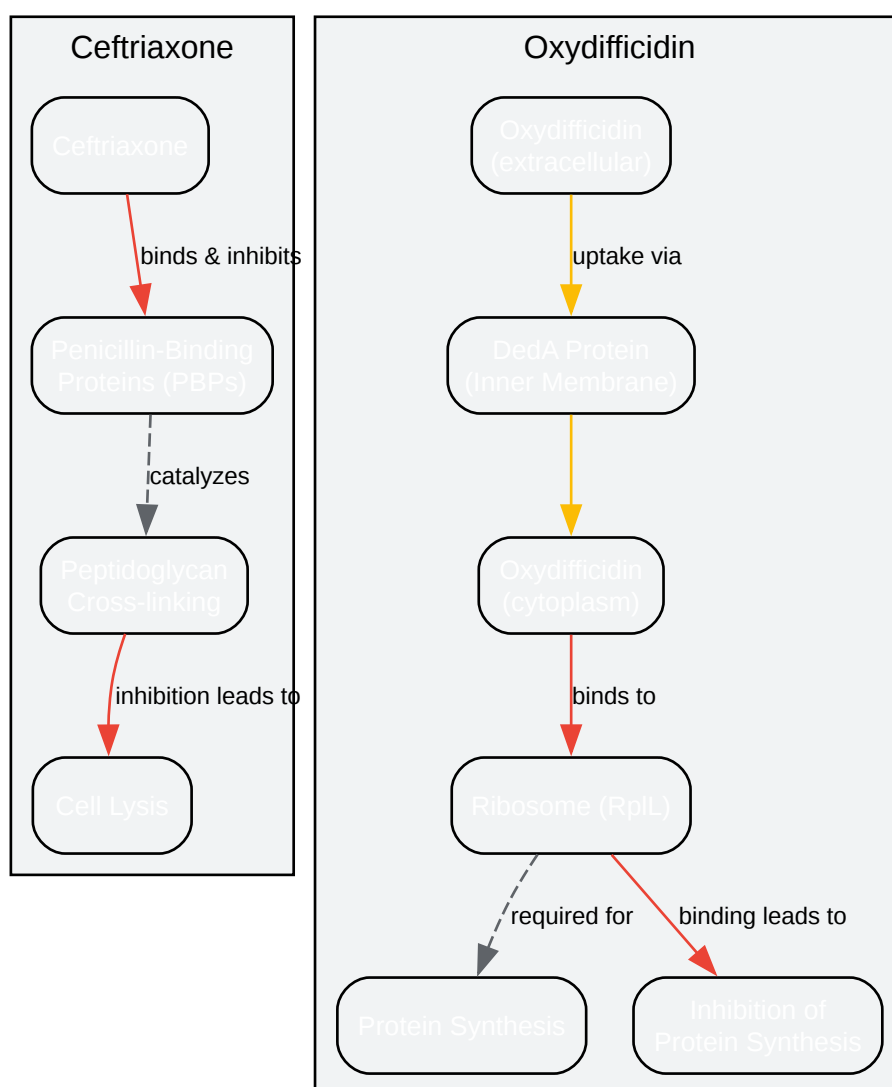 Ceftriaxone
Ceftriaxone
binds & inhibits
Penicillin-Binding
Proteins (PBPs)
catalyzes
Peptidoglycan
Cross-linking
inhibition leads to
Cell Lysis
Oxydifficidin
Oxydifficidin
(extracellular)
uptake via
DedA Protein
(Inner Membrane)
Oxydifficidin
(cytoplasm)
binds to
Ribosome (RplL)
required for
binding leads to
Protein Synthesis
Inhibition of
Protein Synthesis